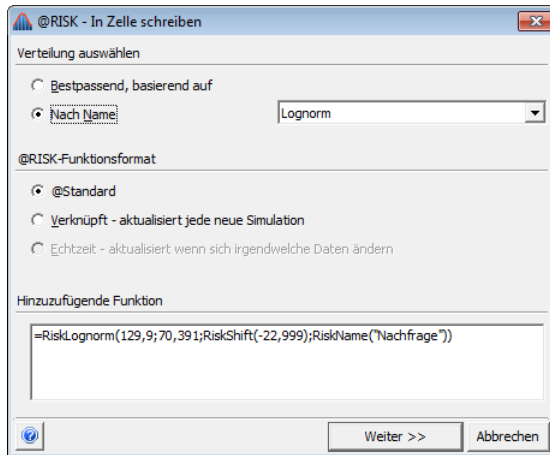 @RISK - In Zelle schreiben
Verteilung auswählen
Bestpassend, basierend auf
Nach Name
Lognorm
@RISK-Funktionsformat
@Standard
Verknüpft - aktualisiert jede neue Simulation
Echtzeit - aktualisiert wenn sich irgendwelche Daten ändern
Hinzuzufügende Funktion
=RiskLognorm(129,9;70,391;RiskShift(-22,999);RiskName("Nachfrage"))
Weiter >>
Abbrechen